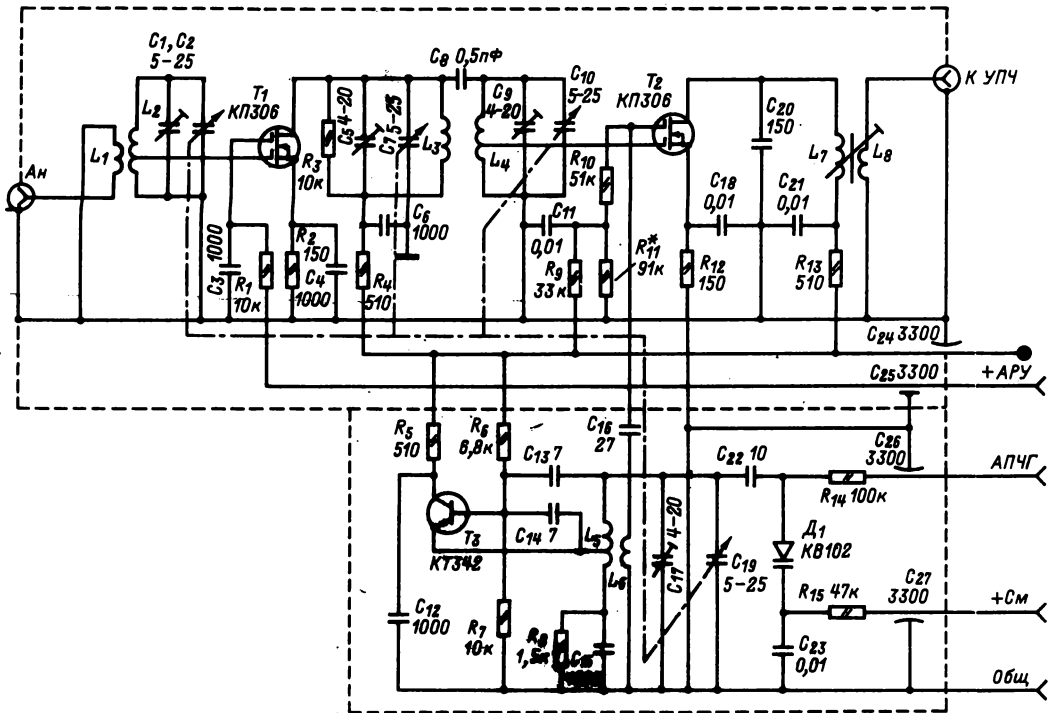 C1, C2
5–25
L2
L1
Ан
T1
КП306
R3
10к
C5 4–20
C7 5–25
L3
C8 0,5пФ
C9
4–20
C10
5–25
L4
T2
КП306
C20
150
L7
L8
К УПЧ
R10
51к
C18
0,01
C21
0,01
C3 1000
R1
10к
R2
150
C4
1000
C6
1000
R4
510
C11
0,01
R9
33к
R11*
91к
R12
150
R13
510
C24 3300
C25 3300
+АРУ
R5
510
R6
6,8к
C16
27
C13 7
C14 7
C22 10
C26
3300
АПЧГ
R14 100к
T3
КТ342
L5
L6
C17 4–20
C19
5–25
Д1
КВ102
R15 47к
C27
3300
+См
C12
1000
R7
10к
R8
1,5к
C15
C23
0,01
Общ